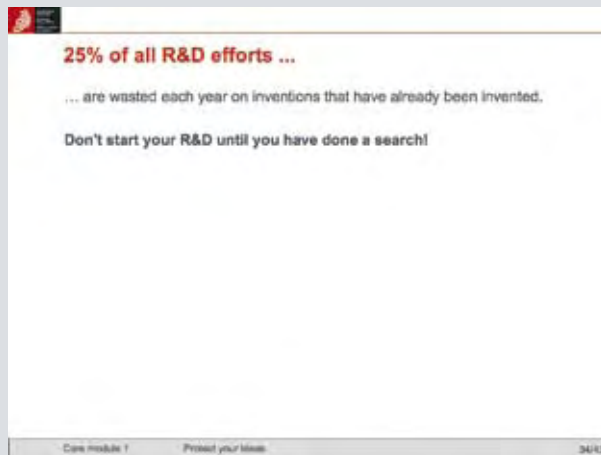 25% of all R&D efforts ...
... are wasted each year on inventions that have already been invented.
Don't start your R&D until you have done a search!
Core module 1 Protect your ideas